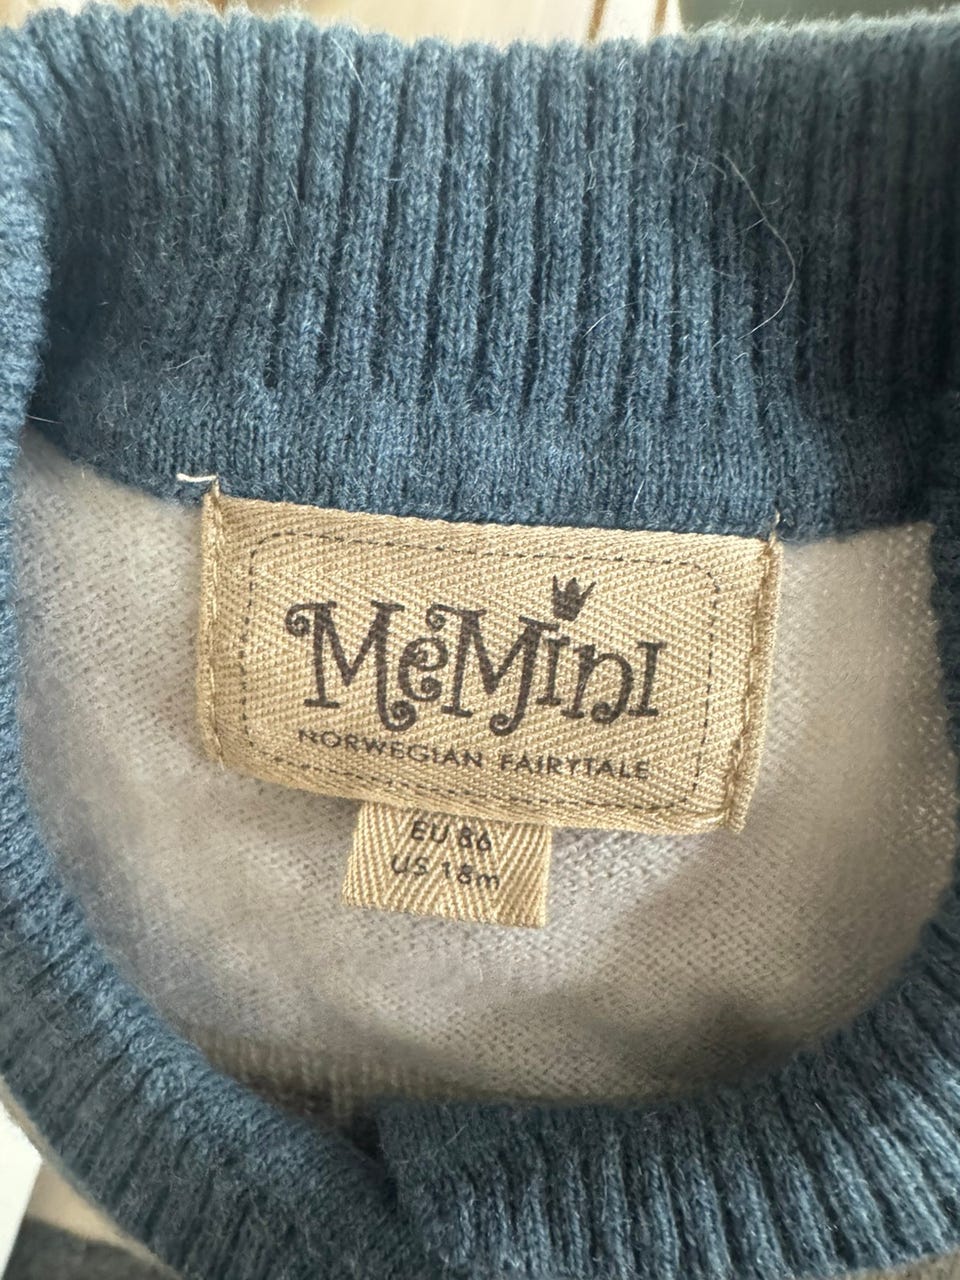 MeMini
NORWEGIAN FAIRYTALE
EU 86
US 18m